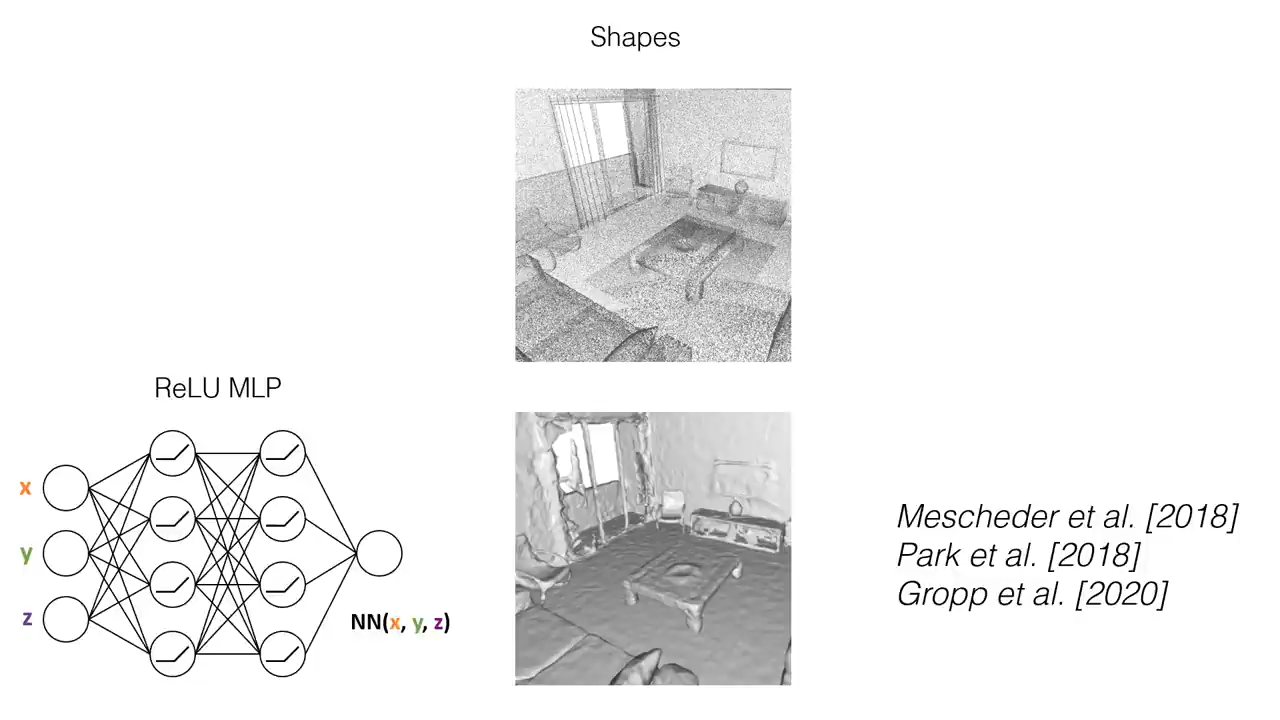 Shapes
ReLU MLP
x
y
z
NN(x, y, z)
Mescheder et al. [2018]
Park et al. [2018]
Gropp et al. [2020]